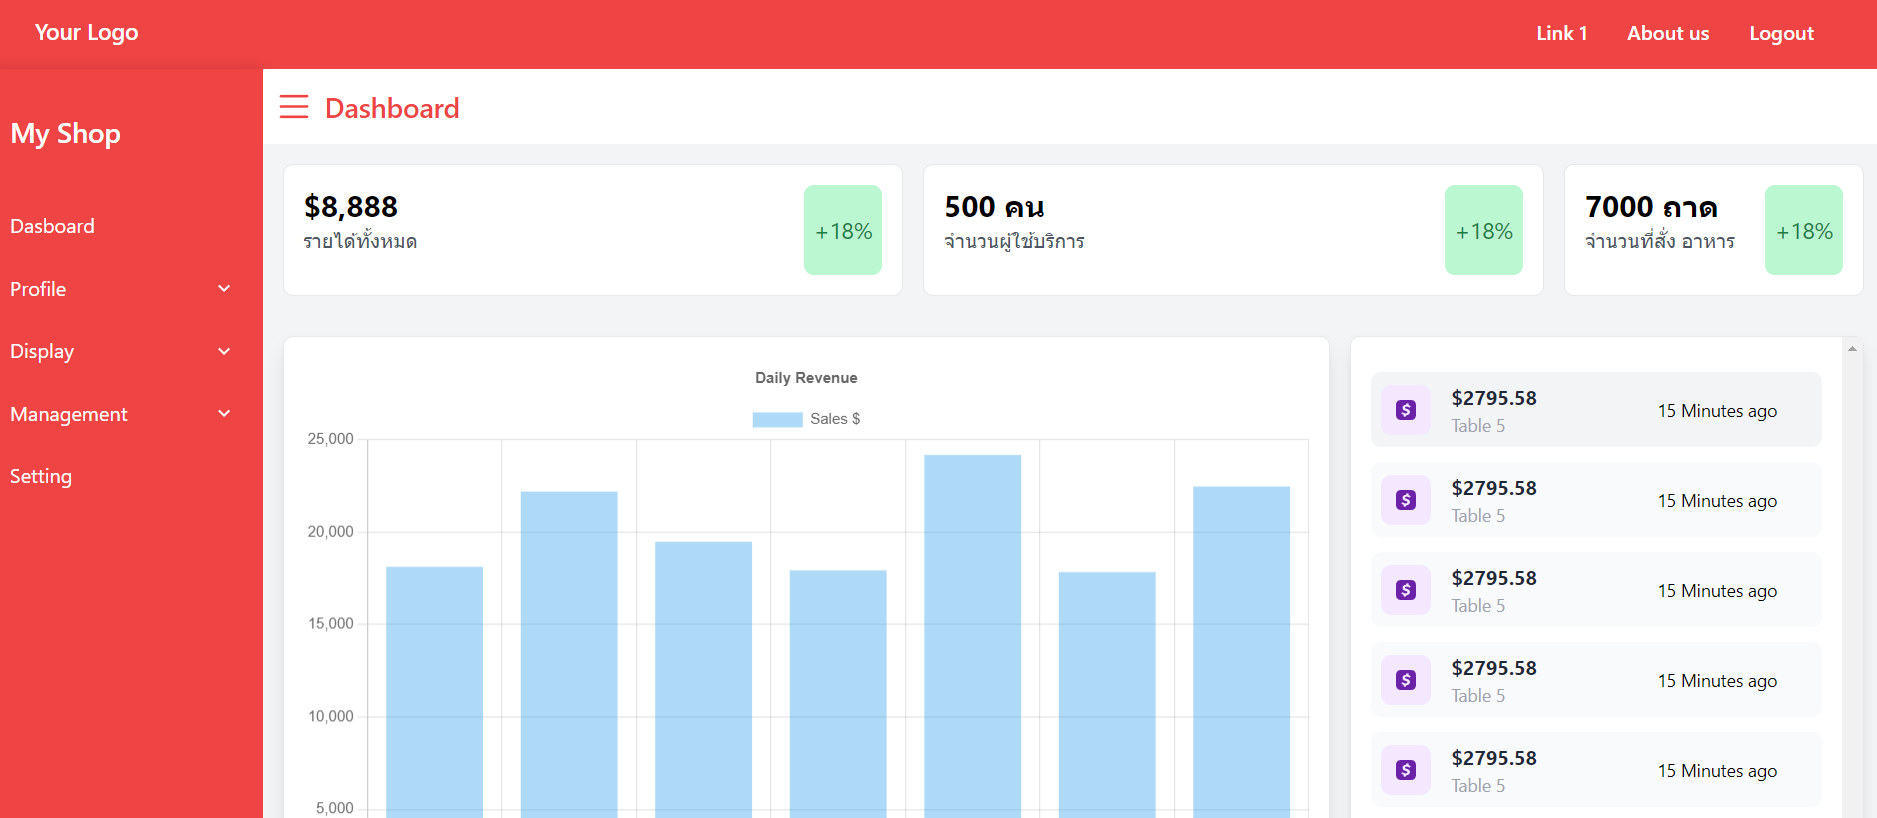 Your Logo
Link 1
About us
Logout
My Shop
Dasboard
Profile
Display
Management
Setting
Dashboard
$8,888
รายได้ทั้งหมด
+18%
500 คน
จำนวนผู้ใช้บริการ
+18%
7000 ถาด
จำนวนที่สั่ง อาหาร
+18%
Daily Revenue
Sales $
25,000
20,000
15,000
10,000
5,000
$2795.58
Table 5
15 Minutes ago
$2795.58
Table 5
15 Minutes ago
$2795.58
Table 5
15 Minutes ago
$2795.58
Table 5
15 Minutes ago
$2795.58
Table 5
15 Minutes ago